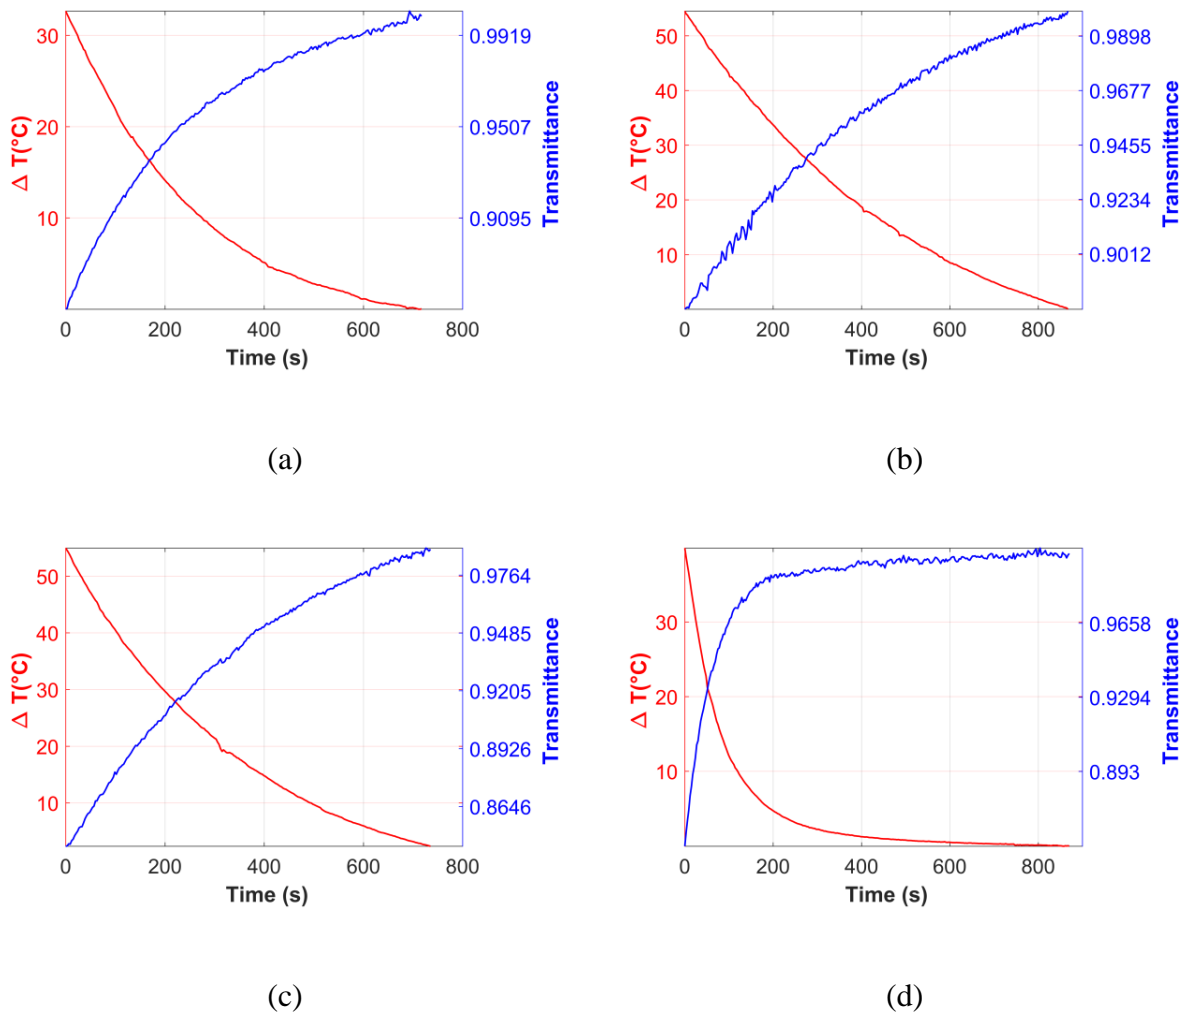 30
20
10
Δ T(°C)
0.9919
0.9507
0.9095
Transmittance
0 200 400 600 800
Time (s)
(a)
50
40
30
20
10
Δ T(°C)
0.9898
0.9677
0.9455
0.9234
0.9012
Transmittance
0 200 400 600 800
Time (s)
(b)
50
40
30
20
10
Δ T(°C)
0.9764
0.9485
0.9205
0.8926
0.8646
Transmittance
0 200 400 600 800
Time (s)
(c)
30
20
10
Δ T(°C)
0.9658
0.9294
0.893
Transmittance
0 200 400 600 800
Time (s)
(d)